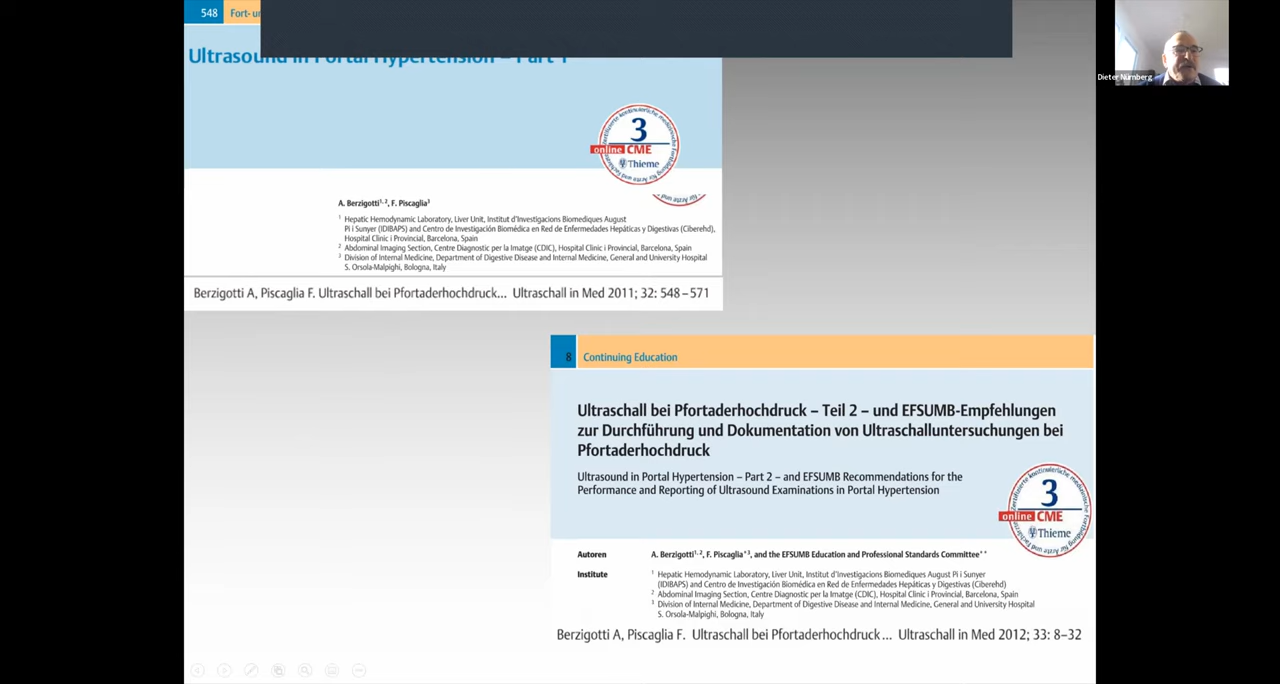 548 Fort- u
Ultrasound in Portal Hypertension – Part 1
3
online CME
Thieme
A. Berzigotti1, 2, F. Piscaglia3
1 Hepatic Hemodynamic Laboratory, Liver Unit, Institut d'Investigacions Biomediques August
Pi i Sunyer (IDIBAPS) and Centro de Investigación Biomédica en Red de Enfermedades Hepáticas y Digestivas (Ciberehd),
Hospital Clinic i Provincial, Barcelona, Spain
2 Abdominal Imaging Section, Centre Diagnostic per la Imatge (CDIC), Hospital Clinic i Provincial, Barcelona, Spain
3 Division of Internal Medicine, Department of Digestive Disease and Internal Medicine, General and University Hospital
S. Orsola-Malpighi, Bologna, Italy
Berzigotti A, Piscaglia F. Ultraschall bei Pfortaderhochdruck... Ultraschall in Med 2011; 32: 548–571
Dieter Nürnberg
8 Continuing Education
Ultraschall bei Pfortaderhochdruck – Teil 2 – und EFSUMB-Empfehlungen
zur Durchführung und Dokumentation von Ultraschalluntersuchungen bei
Pfortaderhochdruck
Ultrasound in Portal Hypertension – Part 2 – and EFSUMB Recommendations for the
Performance and Reporting of Ultrasound Examinations in Portal Hypertension
3
online CME
Thieme
Autoren A. Berzigotti1, 2, F. Piscaglia*3, and the EFSUMB Education and Professional Standards Committee**
Institute 1 Hepatic Hemodynamic Laboratory, Liver Unit, Institut d'Investigacions Biomediques August Pi i Sunyer
(IDIBAPS) and Centro de Investigación Biomédica en Red de Enfermedades Hepáticas y Digestivas (Ciberehd)
2 Abdominal Imaging Section, Centre Diagnostic per la Imatge (CDIC), Hospital Clinic i Provincial, Barcelona, Spain
3 Division of Internal Medicine, Department of Digestive Disease and Internal Medicine, General and University Hospital
S. Orsola-Malpighi, Bologna, Italy
Berzigotti A, Piscaglia F. Ultraschall bei Pfortaderhochdruck ... Ultraschall in Med 2012; 33: 8–32